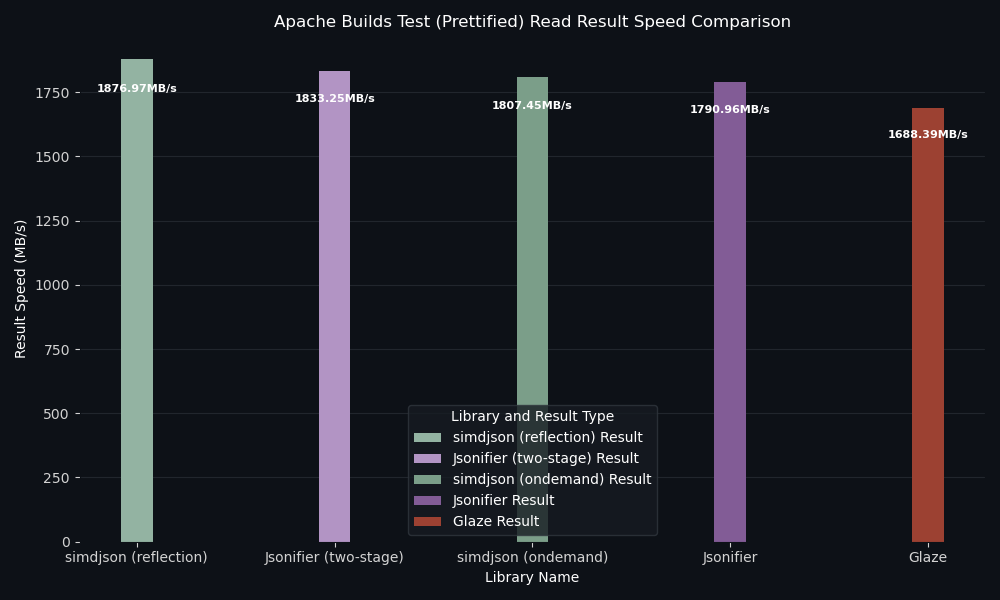 Apache Builds Test (Prettified) Read Result Speed Comparison
Result Speed (MB/s)
1750
1500
1250
1000
750
500
250
0
1876.97MB/s
1833.25MB/s
1807.45MB/s
1790.96MB/s
1688.39MB/s
Library and Result Type
simdjson (reflection) Result
Jsonifier (two-stage) Result
simdjson (ondemand) Result
Jsonifier Result
Glaze Result
simdjson (reflection)
Jsonifier (two-stage)
simdjson (ondemand)
Jsonifier
Glaze
Library Name